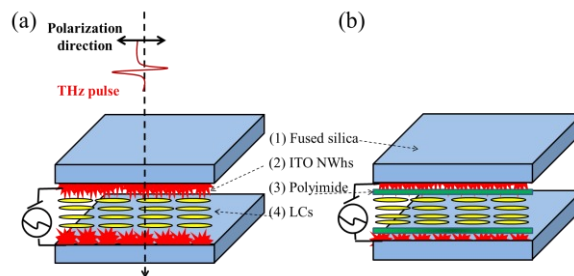 (a)
Polarization
direction
THz pulse
(b)
(1) Fused silica
(2) ITO NWhs
(3) Polyimide
(4) LCs